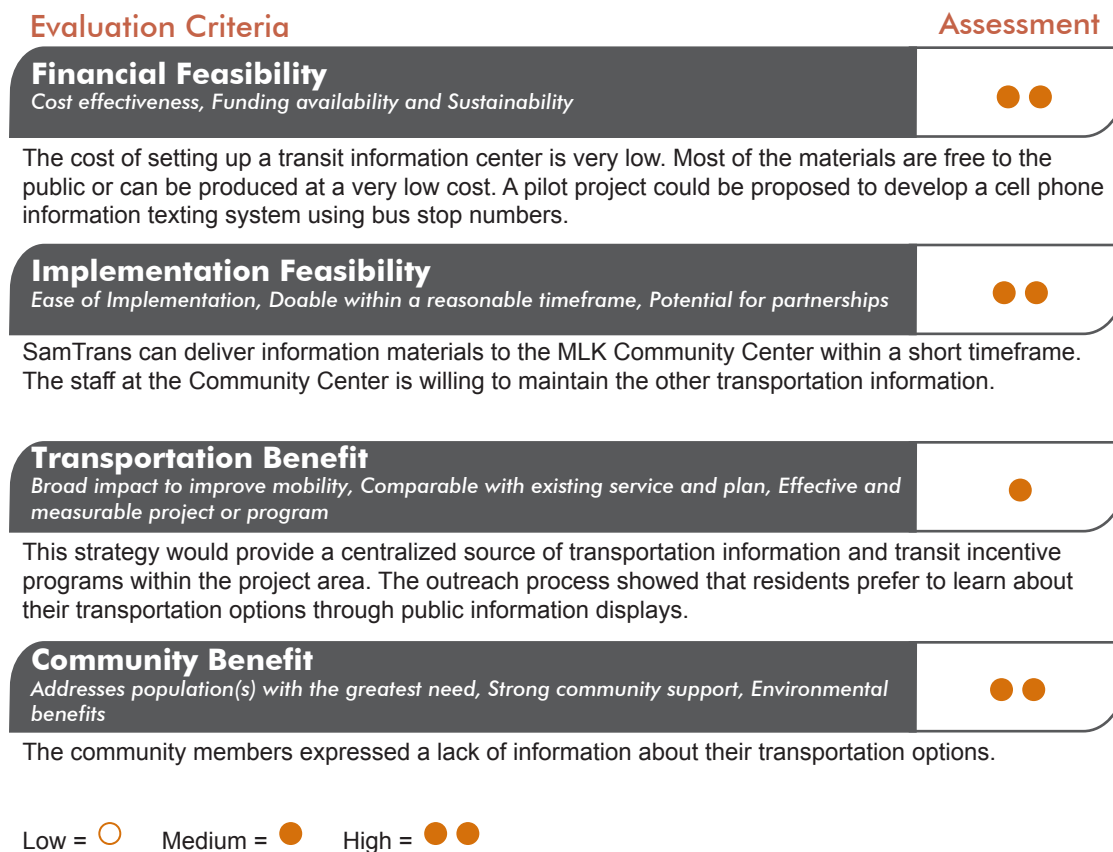 Evaluation Criteria Assessment
Financial Feasibility
Cost effectiveness, Funding availability and Sustainability
The cost of setting up a transit information center is very low. Most of the materials are free to the
public or can be produced at a very low cost. A pilot project could be proposed to develop a cell phone
information texting system using bus stop numbers.
Implementation Feasibility
Ease of Implementation, Doable within a reasonable timeframe, Potential for partnerships
SamTrans can deliver information materials to the MLK Community Center within a short timeframe.
The staff at the Community Center is willing to maintain the other transportation information.
Transportation Benefit
Broad impact to improve mobility, Comparable with existing service and plan, Effective and
measurable project or program
This strategy would provide a centralized source of transportation information and transit incentive
programs within the project area. The outreach process showed that residents prefer to learn about
their transportation options through public information displays.
Community Benefit
Addresses population(s) with the greatest need, Strong community support, Environmental
benefits
The community members expressed a lack of information about their transportation options.
Low = Medium = High =